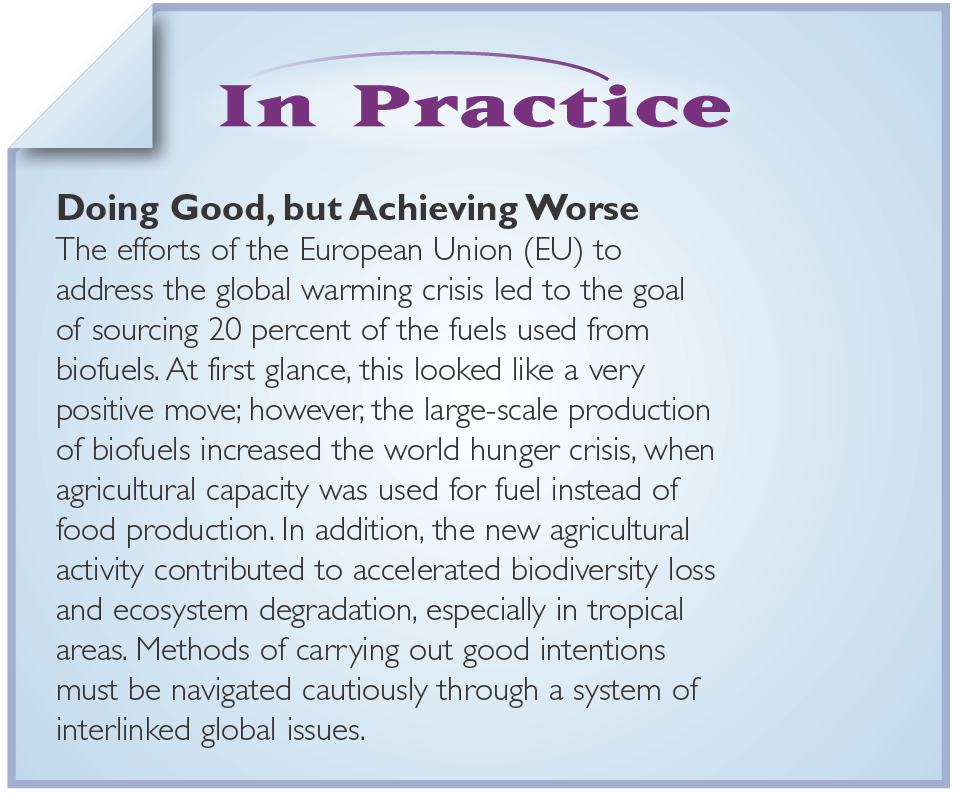 In Practice
Doing Good, but Achieving Worse
The efforts of the European Union (EU) to
address the global warming crisis led to the goal
of sourcing 20 percent of the fuels used from
biofuels. At first glance, this looked like a very
positive move; however, the large-scale production
of biofuels increased the world hunger crisis, when
agricultural capacity was used for fuel instead of
food production. In addition, the new agricultural
activity contributed to accelerated biodiversity loss
and ecosystem degradation, especially in tropical
areas. Methods of carrying out good intentions
must be navigated cautiously through a system of
interlinked global issues.